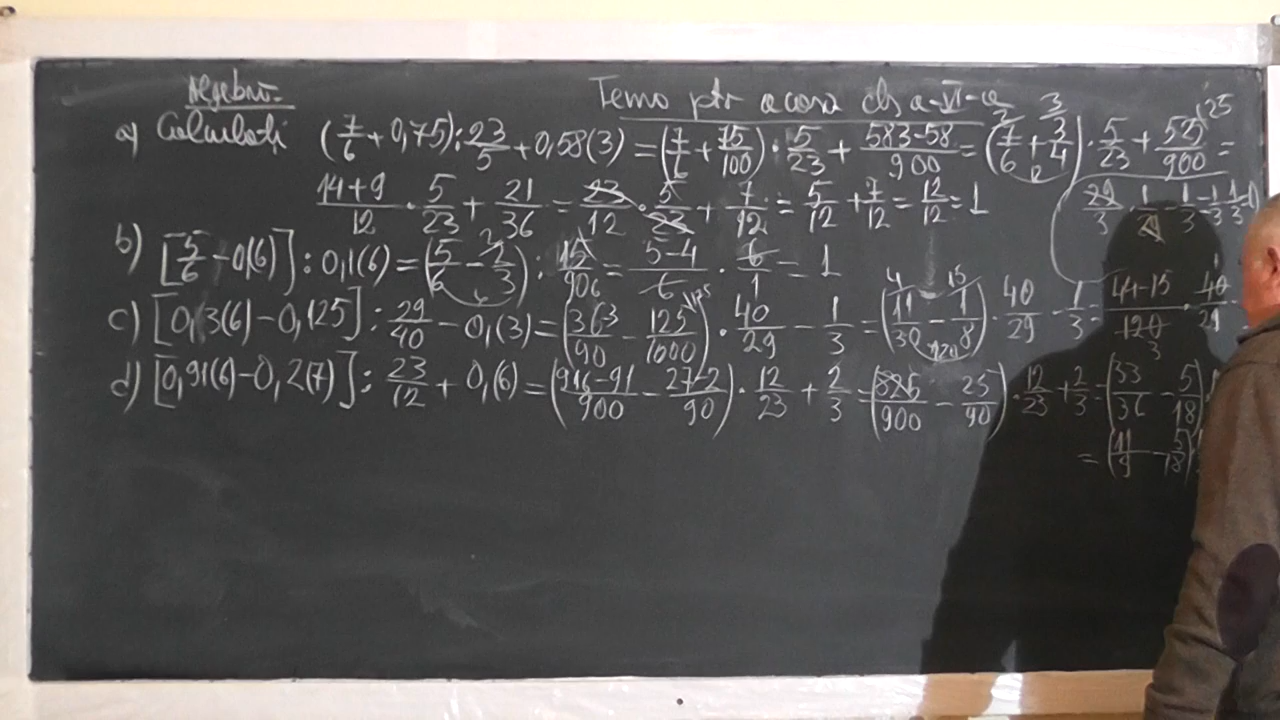 Algebră Temă ptr acasă cls a-VI-a
a) Calculați (7/6 + 0,75) : 23/5 + 0,58(3) = (7/6 + 75/100) · 5/23 + 583-58/900 = (7/6 + 3/4) · 5/23 + 525/900 =
14+9/12 · 5/23 + 21/36 = 23/12 · 5/23 + 7/12 = 5/12 + 7/12 = 12/12 = 1
b) [5/6 - 0,(6)] : 0,1(6) = (5/6 - 2/3) : 15/90 = 5-4/6 · 6/1 = 1
c) [0,3(6) - 0,125] : 29/40 - 0,(3) = (36-3/90 - 125/1000) · 40/29 - 1/3 = (11/30 - 1/8) · 40/29 - 1/3 = 44-15/120 · 40/29
d) [0,91(6) - 0,2(7)] : 23/12 + 0,(6) = (916-91/900 - 27-2/90) · 12/23 + 2/3 = (825/900 - 25/90) · 12/23 + 2/3 = (33/36 - 5/18)